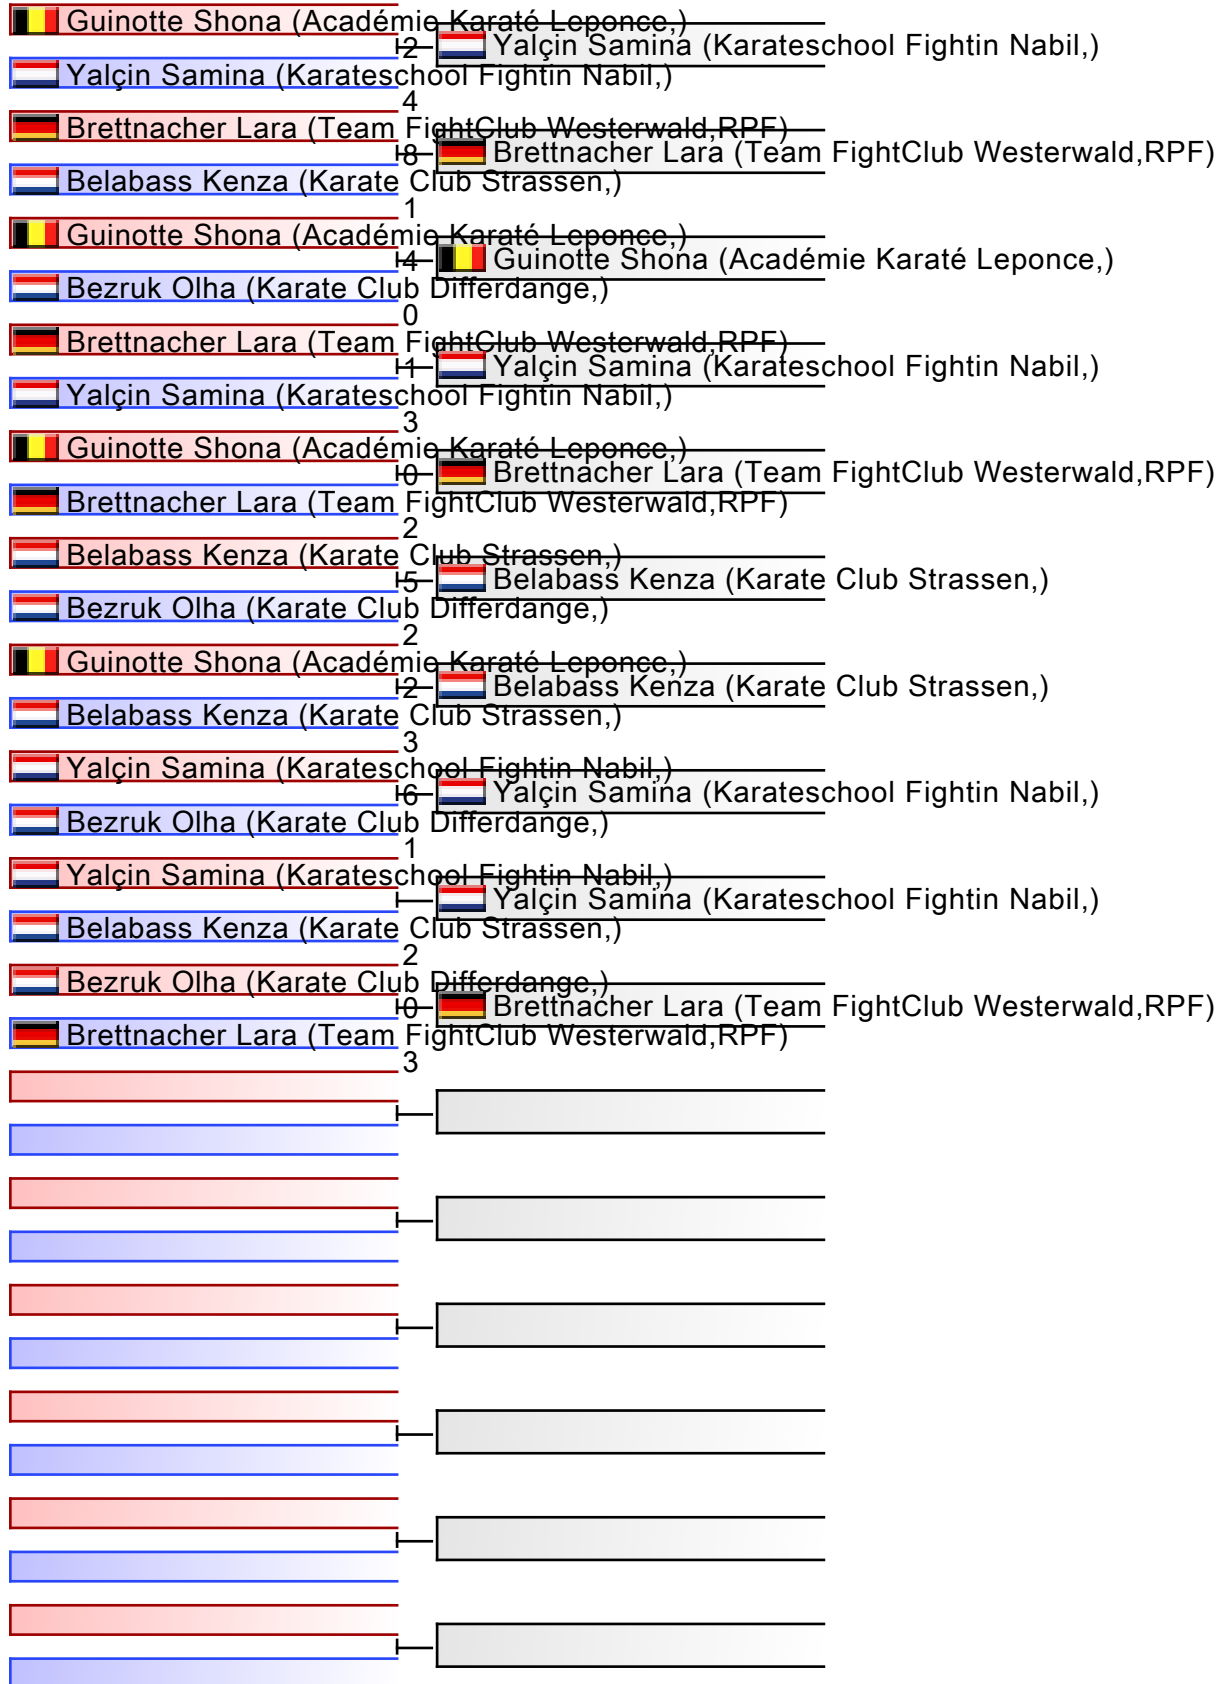 Guinotte Shona (Académie Karaté Leponce,)
2 Yalçin Samina (Karateschool Fightin Nabil,)
Yalçin Samina (Karateschool Fightin Nabil,)
4
Brettnacher Lara (Team FightClub Westerwald,RPF)
8 Brettnacher Lara (Team FightClub Westerwald,RPF)
Belabass Kenza (Karate Club Strassen,)
1
Guinotte Shona (Académie Karaté Leponce,)
4 Guinotte Shona (Académie Karaté Leponce,)
Bezruk Olha (Karate Club Differdange,)
0
Brettnacher Lara (Team FightClub Westerwald,RPF)
1 Yalçin Samina (Karateschool Fightin Nabil,)
Yalçin Samina (Karateschool Fightin Nabil,)
3
Guinotte Shona (Académie Karaté Leponce,)
0 Brettnacher Lara (Team FightClub Westerwald,RPF)
Brettnacher Lara (Team FightClub Westerwald,RPF)
2
Belabass Kenza (Karate Club Strassen,)
5 Belabass Kenza (Karate Club Strassen,)
Bezruk Olha (Karate Club Differdange,)
2
Guinotte Shona (Académie Karaté Leponce,)
2 Belabass Kenza (Karate Club Strassen,)
Belabass Kenza (Karate Club Strassen,)
3
Yalçin Samina (Karateschool Fightin Nabil,)
6 Yalçin Samina (Karateschool Fightin Nabil,)
Bezruk Olha (Karate Club Differdange,)
1
Yalçin Samina (Karateschool Fightin Nabil,)
Yalçin Samina (Karateschool Fightin Nabil,)
Belabass Kenza (Karate Club Strassen,)
2
Bezruk Olha (Karate Club Differdange,)
0 Brettnacher Lara (Team FightClub Westerwald,RPF)
Brettnacher Lara (Team FightClub Westerwald,RPF)
3